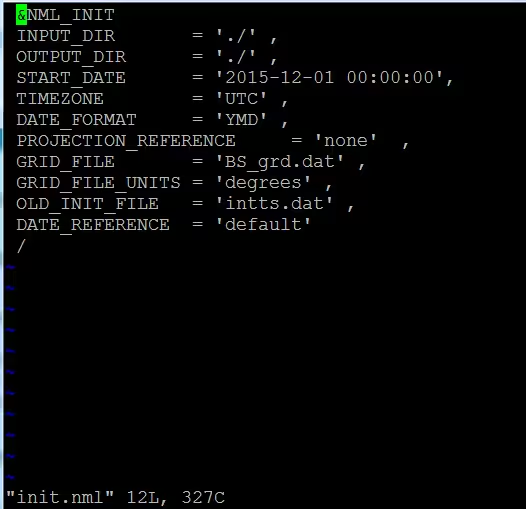 &NML_INIT
INPUT_DIR = './' ,
OUTPUT_DIR = './' ,
START_DATE = '2015-12-01 00:00:00',
TIMEZONE = 'UTC' ,
DATE_FORMAT = 'YMD' ,
PROJECTION_REFERENCE = 'none' ,
GRID_FILE = 'BS_grd.dat' ,
GRID_FILE_UNITS = 'degrees' ,
OLD_INIT_FILE = 'intts.dat' ,
DATE_REFERENCE = 'default'
/
~
~
~
~
~
~
~
~
~
~
~
"init.nml" 12L, 327C